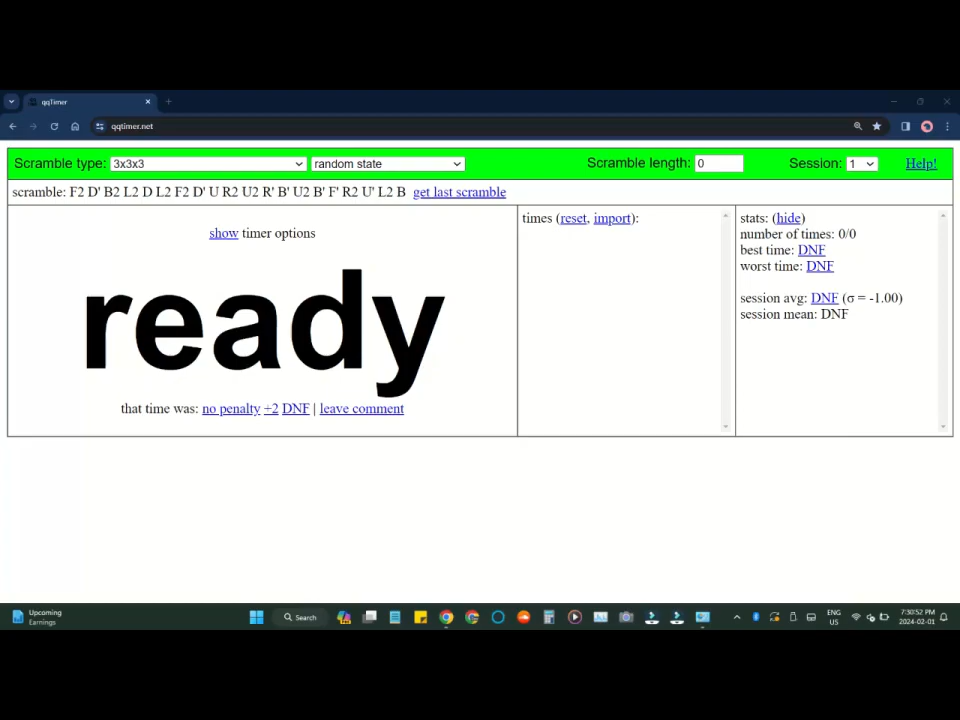 qqTimer
qqtimer.net
Scramble type: 3x3x3 random state Scramble length: 0 Session: 1 Help!
scramble: F2 D' B2 L2 D L2 F2 D' U R2 U2 R' B' U2 B' F' R2 U' L2 B get last scramble
show timer options
ready
that time was: no penalty +2 DNF | leave comment
times (reset, import):
stats: (hide)
number of times: 0/0
best time: DNF
worst time: DNF
session avg: DNF (σ = -1.00)
session mean: DNF
Upcoming
Earnings
Search
ENG
US
7:30:52 PM
2024-02-01